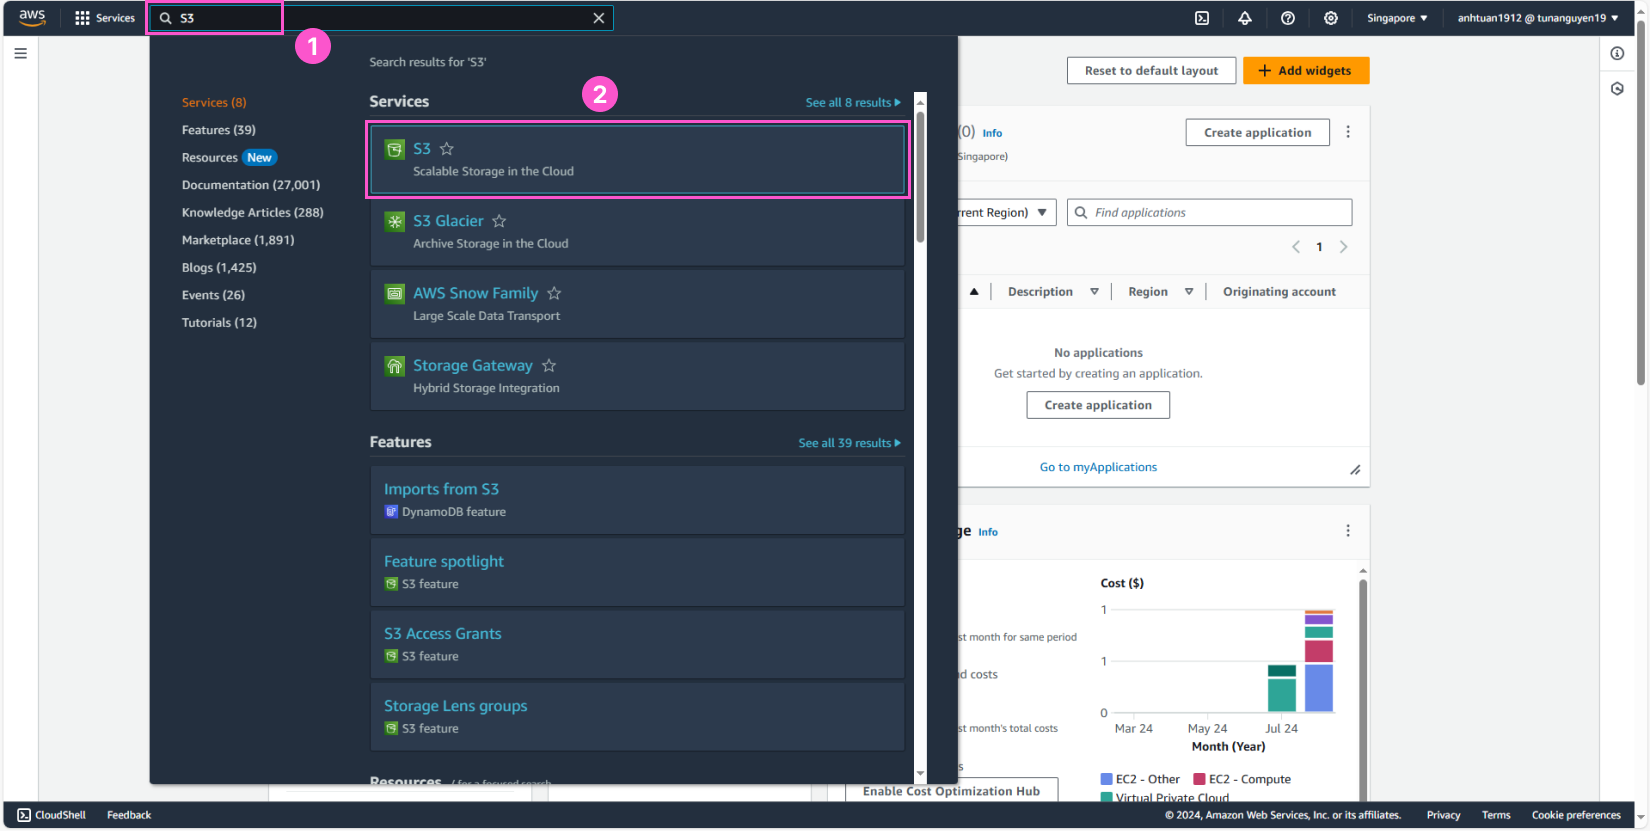 aws
Services
S3
Singapore
anhtuan1912 @ tunanguyen19
1
Search results for 'S3'
Services (8)
Features (39)
Resources New
Documentation (27,001)
Knowledge Articles (288)
Marketplace (1,891)
Blogs (1,425)
Events (26)
Tutorials (12)
2
Services
See all 8 results
S3
Scalable Storage in the Cloud
S3 Glacier
Archive Storage in the Cloud
AWS Snow Family
Large Scale Data Transport
Storage Gateway
Hybrid Storage Integration
Features
See all 39 results
Imports from S3
DynamoDB feature
Feature spotlight
S3 feature
S3 Access Grants
S3 feature
Storage Lens groups
S3 feature
Resources / for a focused search
Reset to default layout
Add widgets
(0) Info
Singapore)
Create application
rrent Region)
Find applications
1
Description
Region
Originating account
No applications
Get started by creating an application.
Create application
Go to myApplications
ge Info
st month for same period
d costs
st month's total costs
s
Enable Cost Optimization Hub
Cost ($)
1
1
0
Mar 24
May 24
Jul 24
Month (Year)
EC2 - Other
EC2 - Compute
Virtual Private Cloud
CloudShell
Feedback
© 2024, Amazon Web Services, Inc. or its affiliates.
Privacy
Terms
Cookie preferences